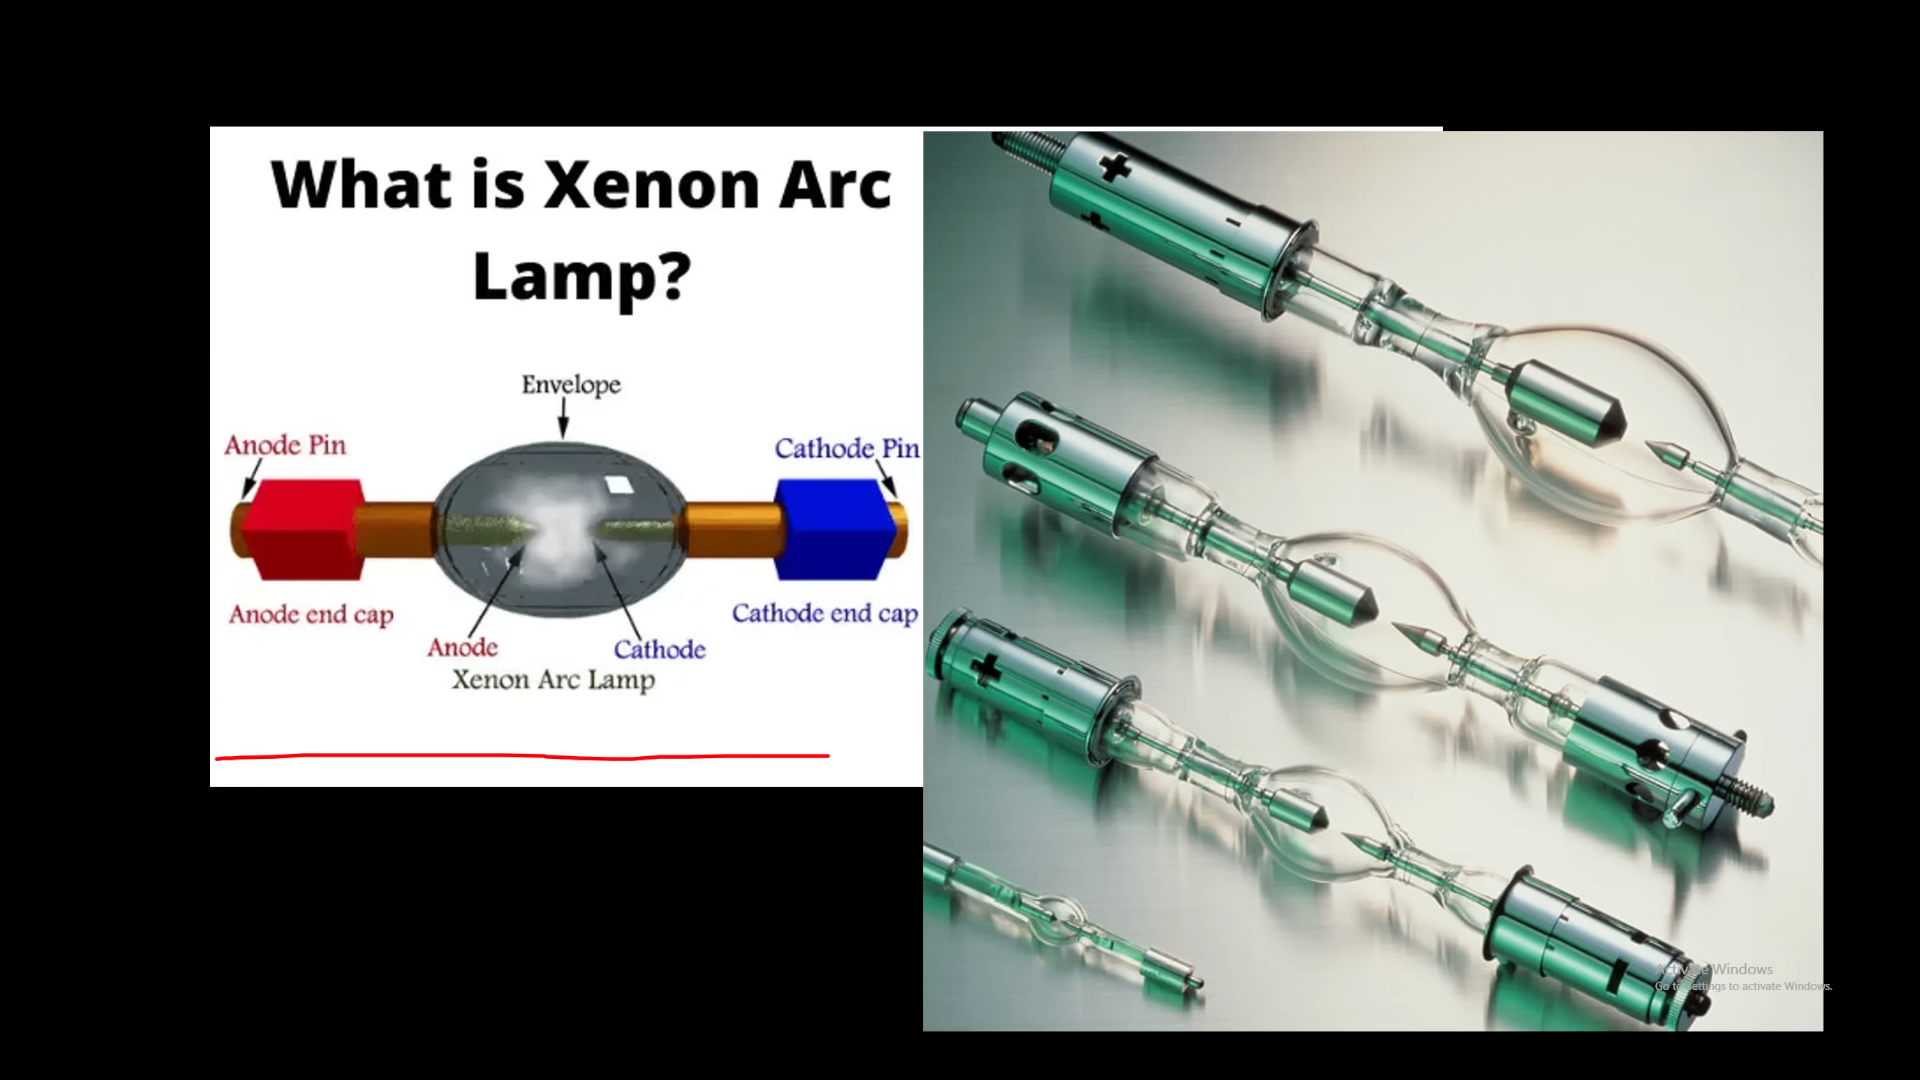 What is Xenon Arc
Lamp?
Envelope
Anode Pin
Cathode Pin
Anode end cap
Cathode end cap
Anode
Cathode
Xenon Arc Lamp
Activate Windows
Go to Settings to activate Windows.